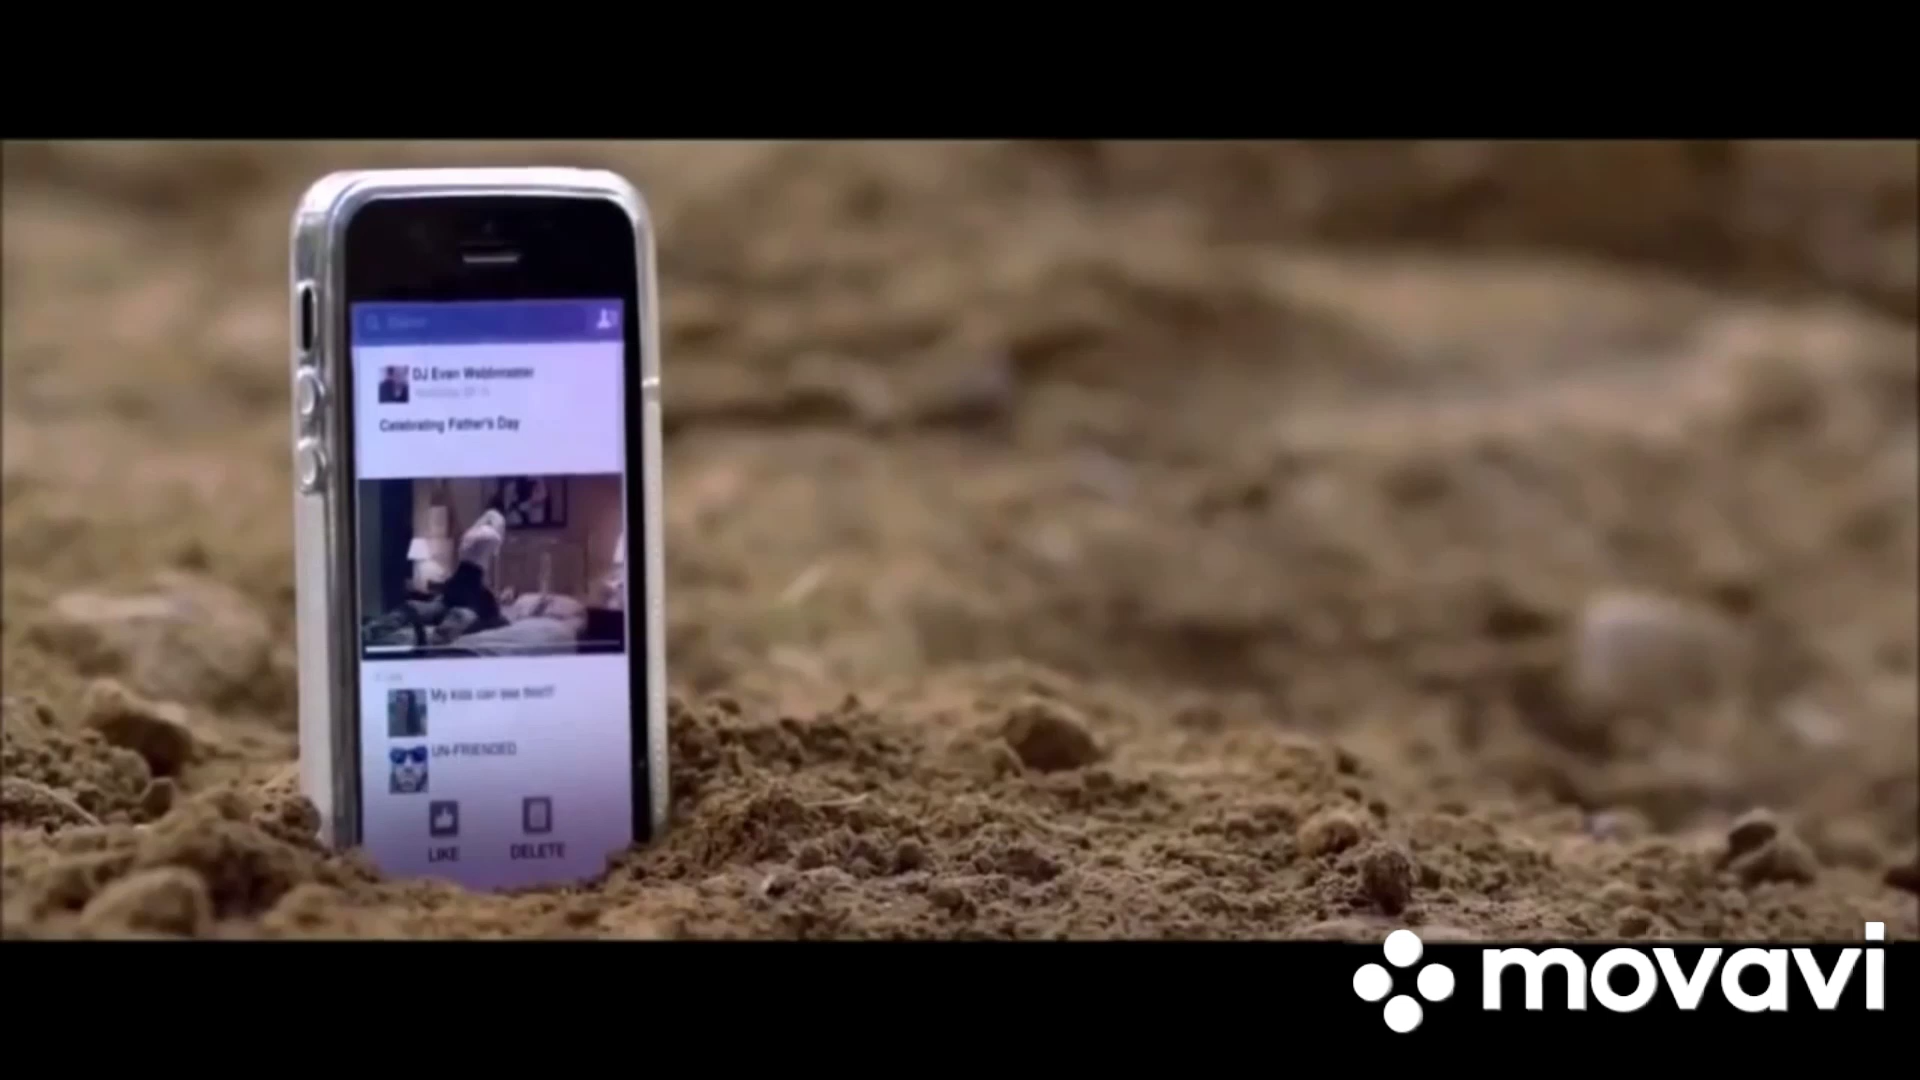 DJ Evan Webbmaster
Celebrating Father's Day
My kids can see this!!!
UN-FRIENDED
LIKE
DELETE
movavi